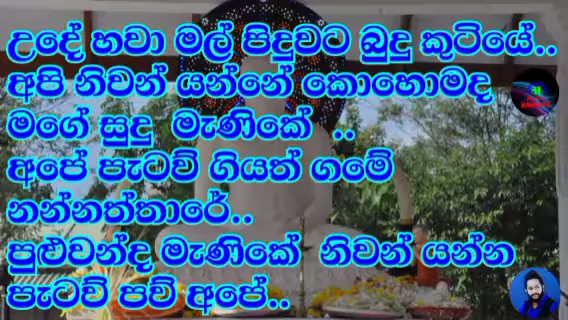 උදේ හවා මල් පිදුවට බුදු කුටියේ..
අපි නිවන් යන්නේ කොහොමද
මගේ සුදු මැණිකේ ..
අපේ පැටව් ගියත් ගමේ
නන්නත්තාරේ..
පුළුවන්ද මැණිකේ නිවන් යන්න
පැටව් පව් අපේ..